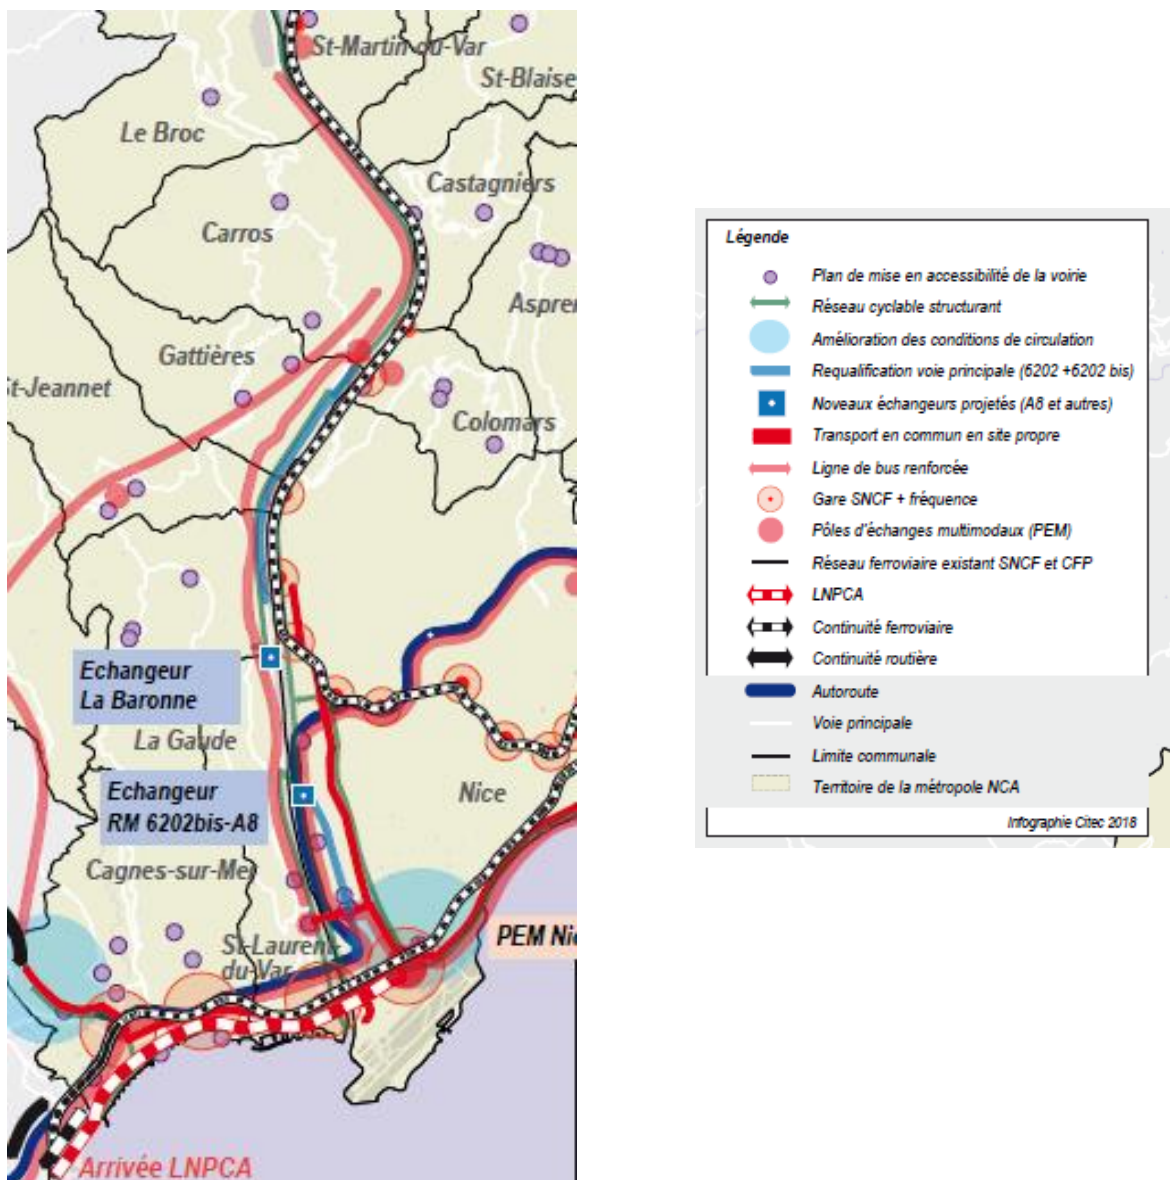 St-Martin-du-Var
St-Blaise
Le Broc
Castagniers
Carros
Aspre
Gattières
St-Jeannet
Colomars
Echangeur
La Baronne
La Gaude
Echangeur
RM 6202bis-A8
Nice
Cagnes-sur-Mer
PEM Ni
St-Laurent-
du-Var
Arrivée LNPCA
Légende
Plan de mise en accessibilité de la voirie
Réseau cyclable structurant
Amélioration des conditions de circulation
Requalification voie principale (6202 +6202 bis)
Noveaux échangeurs projetés (A8 et autres)
Transport en commun en site propre
Ligne de bus renforcée
Gare SNCF + fréquence
Pôles d'échanges multimodaux (PEM)
Réseau ferroviaire existant SNCF et CFP
LNPCA
Continuité ferroviaire
Continuité routière
Autoroute
Voie principale
Limite communale
Territoire de la métropole NCA
Infographie Citec 2018